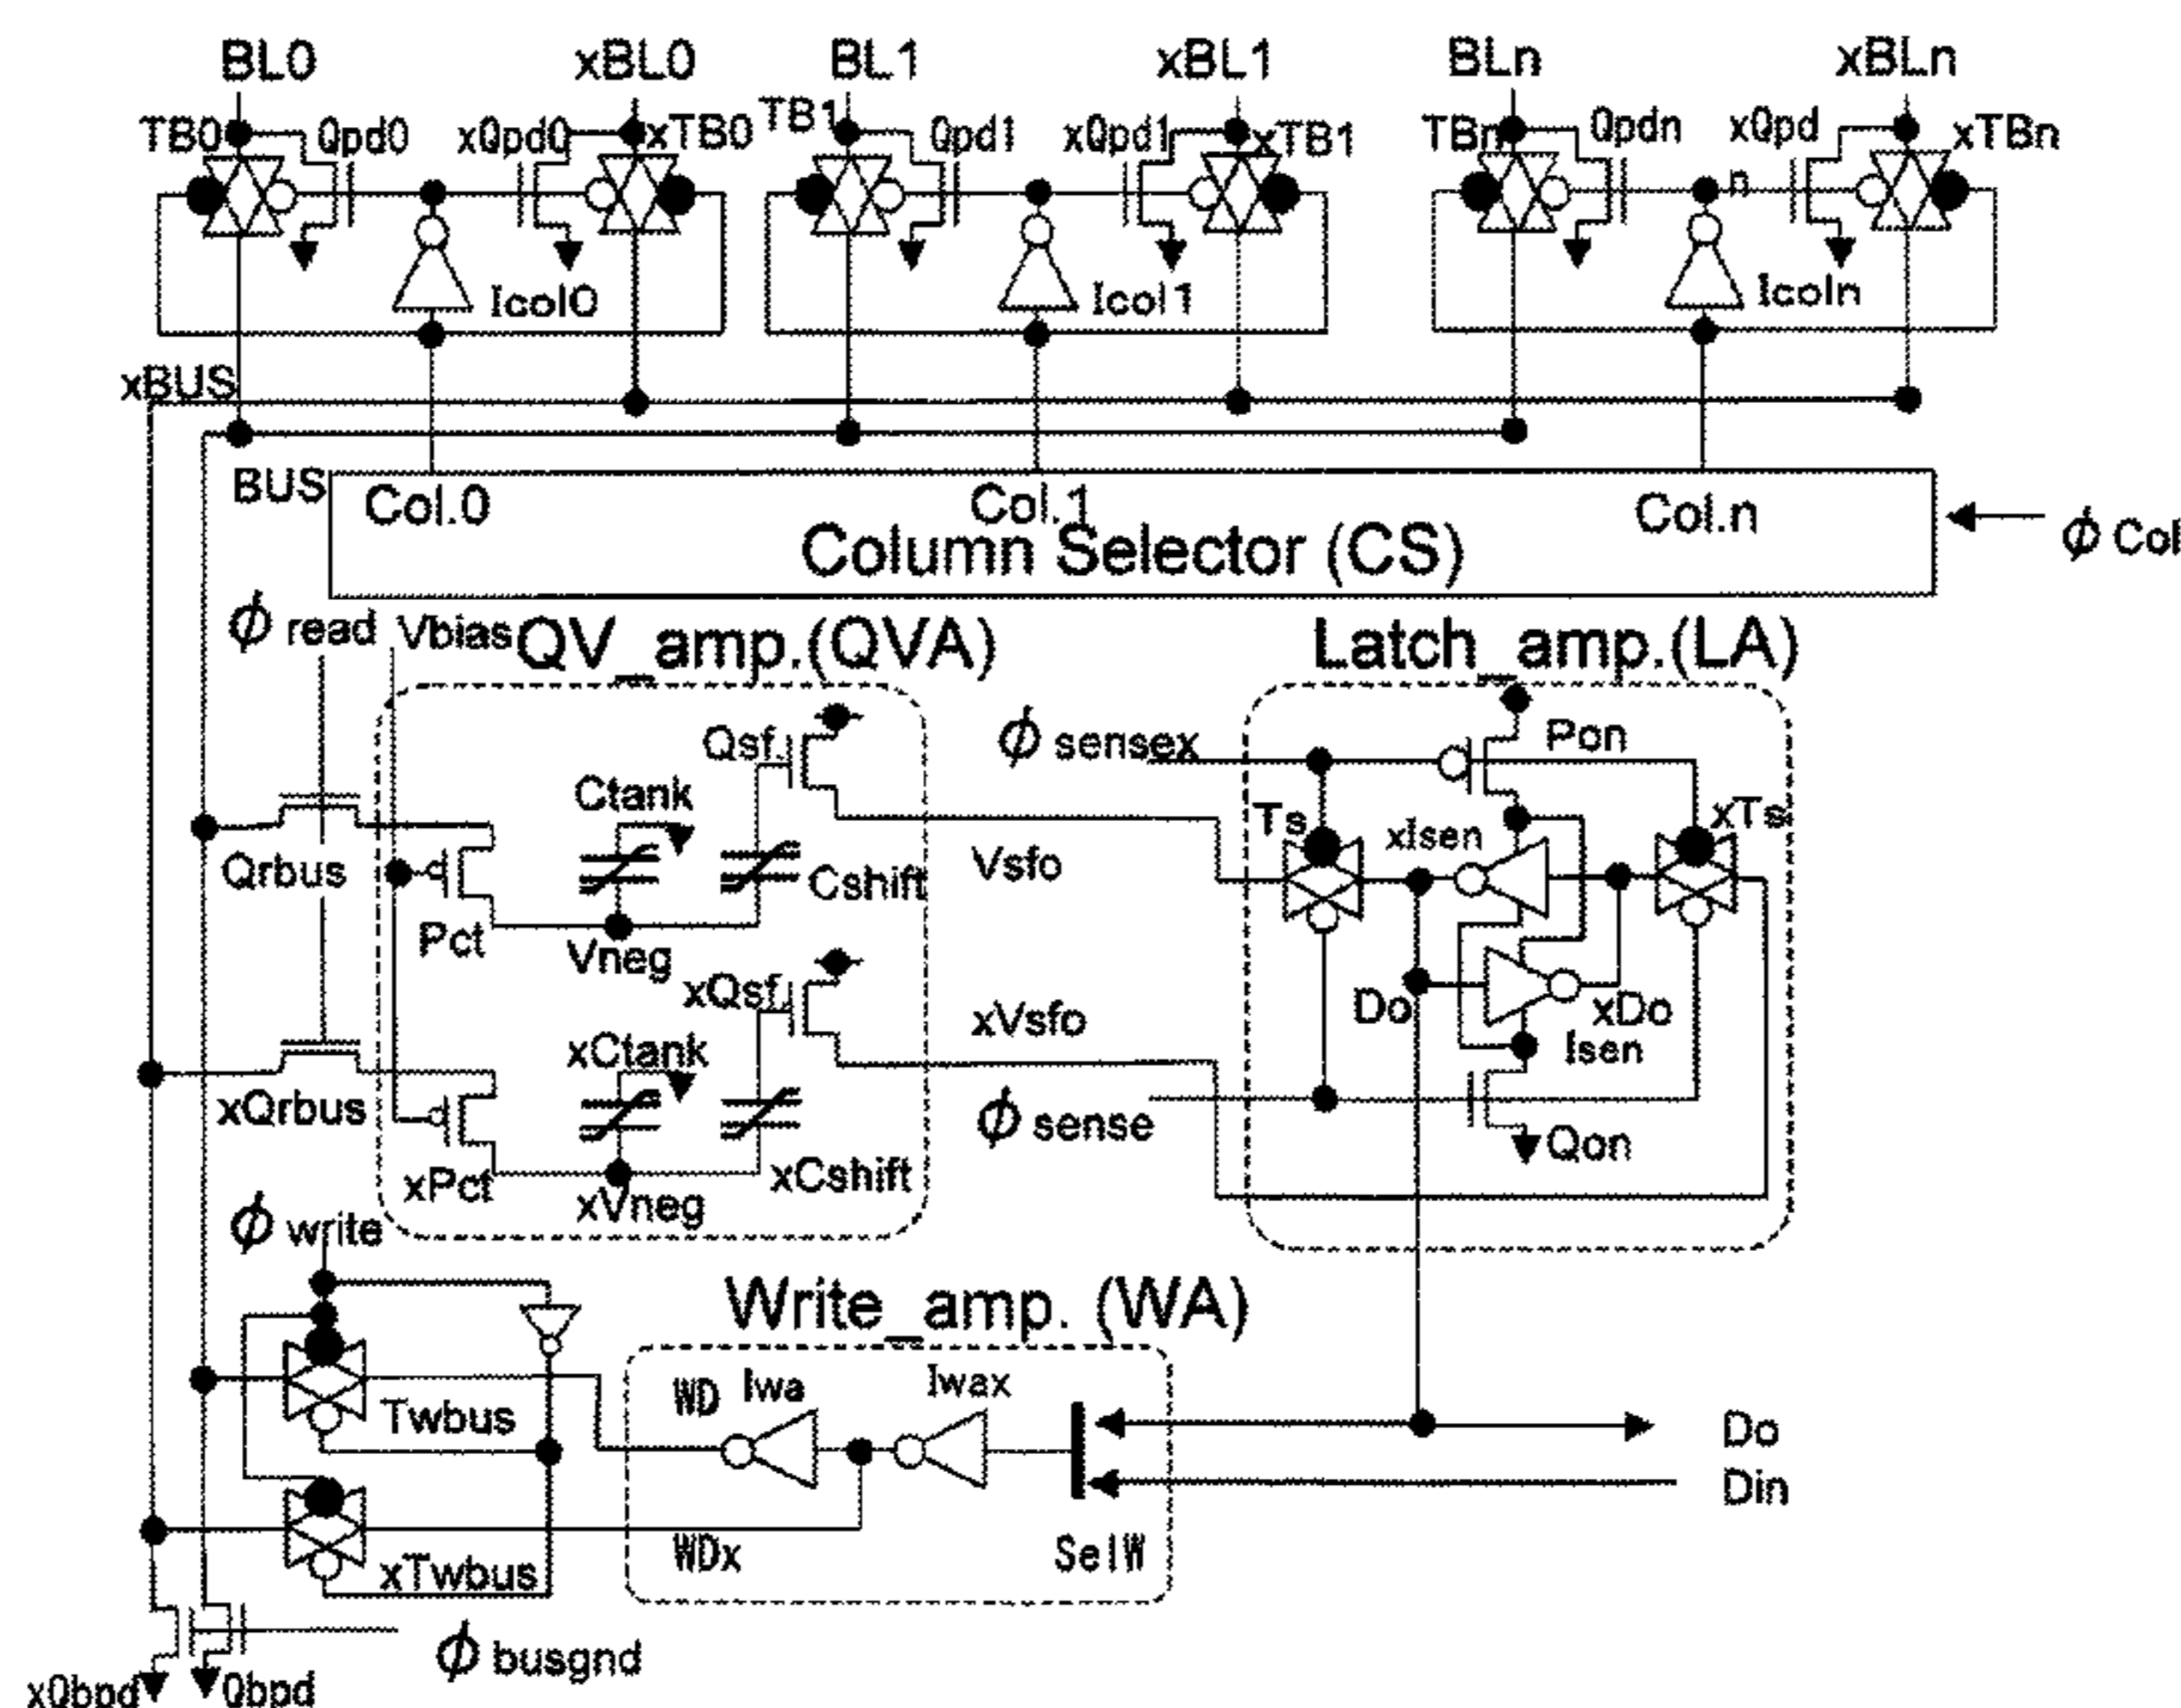 BL0 xBL0 BL1 xBL1 BLn xBLn
TB0 Qpd0 xQpd0 xTB0 TB1 Qpd1 xQpd1 xTB1 TBn Qpdn xQpd xTBn
n
Icol0 Icol1 Icoln
xBUS
BUS
Col.0 Col.1 Col.n
Column Selector (CS)
ϕ Col
ϕ read Vbias QV_amp.(QVA) Latch_amp.(LA)
Qsf. ϕ sensex Pon
Ctank Ts xIsen xTs
Qrbus Cshift Vsfo
Pct Vneg
xQsf. xVsfo Do xDo
xCtank Isen
xQrbus ϕ sense Qon
xPct xVneg xCshift
ϕ write
Write_amp. (WA)
Twbus WD Iwa Iwax
Do
Din
xTwbus WDx SelW
ϕ busgnd
xQbpd Qbpd